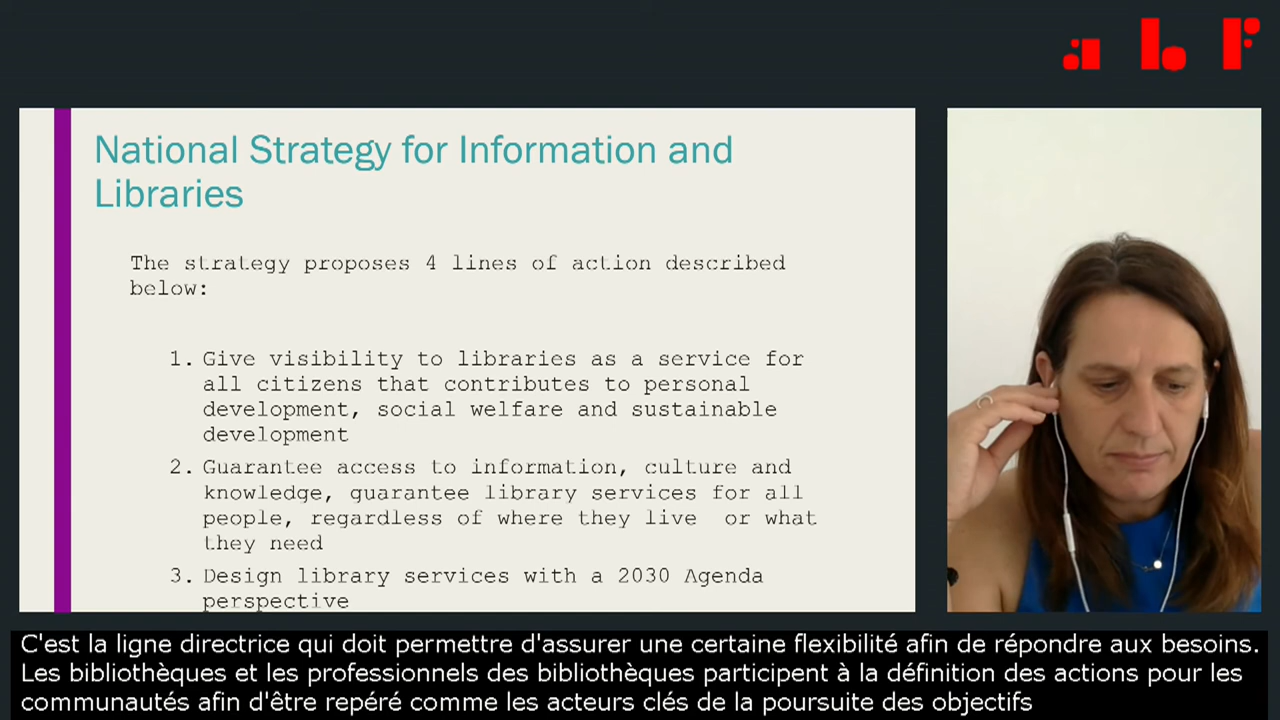 abf
National Strategy for Information and
Libraries
The strategy proposes 4 lines of action described
below:
1. Give visibility to libraries as a service for
all citizens that contributes to personal
development, social welfare and sustainable
development
2. Guarantee access to information, culture and
knowledge, guarantee library services for all
people, regardless of where they live or what
they need
3. Design library services with a 2030 Agenda
perspective
C'est la ligne directrice qui doit permettre d'assurer une certaine flexibilité afin de répondre aux besoins.
Les bibliothèques et les professionnels des bibliothèques participent à la définition des actions pour les
communautés afin d'être repéré comme les acteurs clés de la poursuite des objectifs